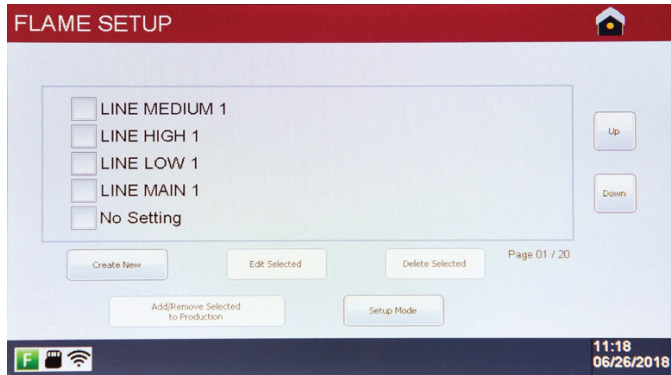 FLAME SETUP
LINE MEDIUM 1
LINE HIGH 1
LINE LOW 1
LINE MAIN 1
No Setting
Up
Down
Page 01 / 20
Create New
Edit Selected
Delete Selected
Add/Remove Selected
to Production
Setup Mode
F
11:18
06/26/2018